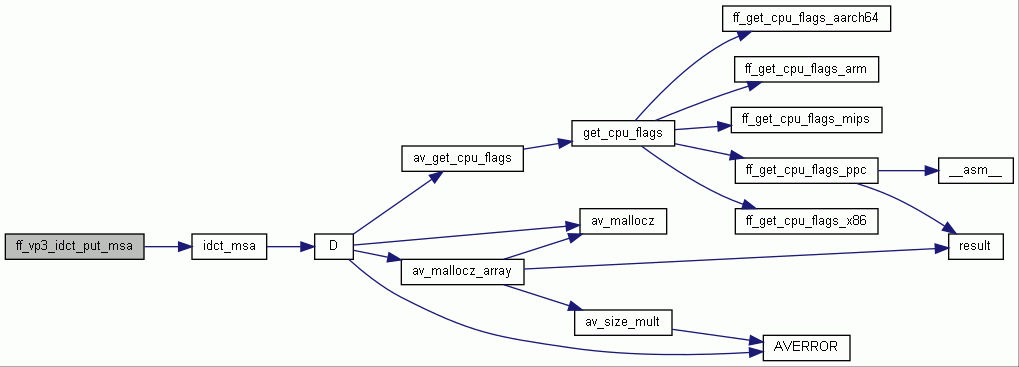 ff_get_cpu_flags_aarch64
ff_get_cpu_flags_arm
ff_get_cpu_flags_mips
get_cpu_flags
av_get_cpu_flags
ff_get_cpu_flags_ppc
__asm__
av_mallocz
ff_get_cpu_flags_x86
ff_vp3_idct_put_msa
idct_msa
D
result
av_mallocz_array
av_size_mult
AVERROR